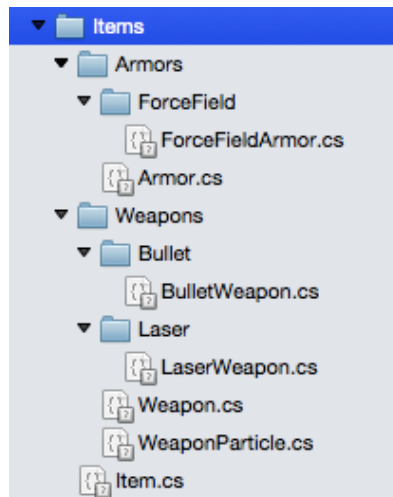 Items
Armors
ForceField
ForceFieldArmor.cs
Armor.cs
Weapons
Bullet
BulletWeapon.cs
Laser
LaserWeapon.cs
Weapon.cs
WeaponParticle.cs
Item.cs